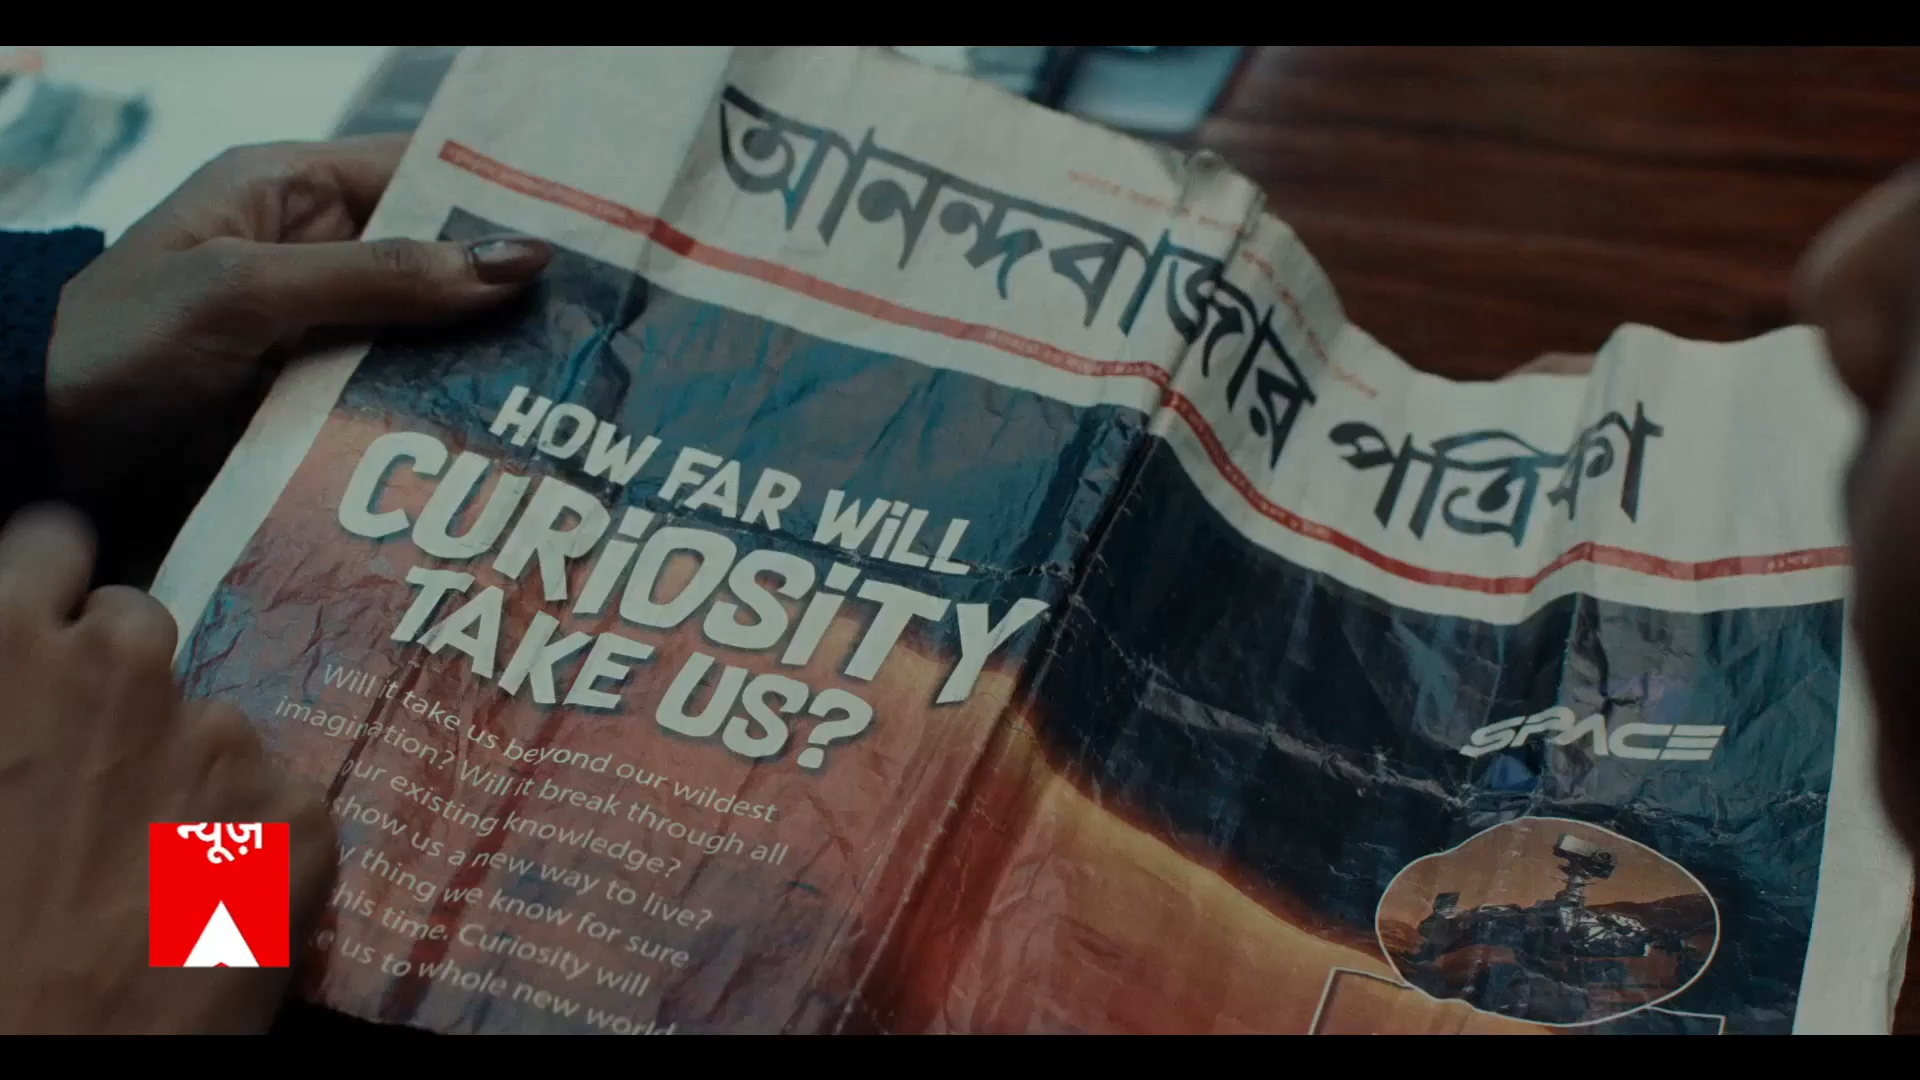 আনন্দবাজার পত্রিকা
HOW FAR WiLL
CURiOSiTY
TAKE US?
Will it take us beyond our wildest
imagination? Will it break through all
our existing knowledge?
show us a new way to live?
thing we know for sure
this time. Curiosity will
us to whole new world
SPACE
न्यूज़